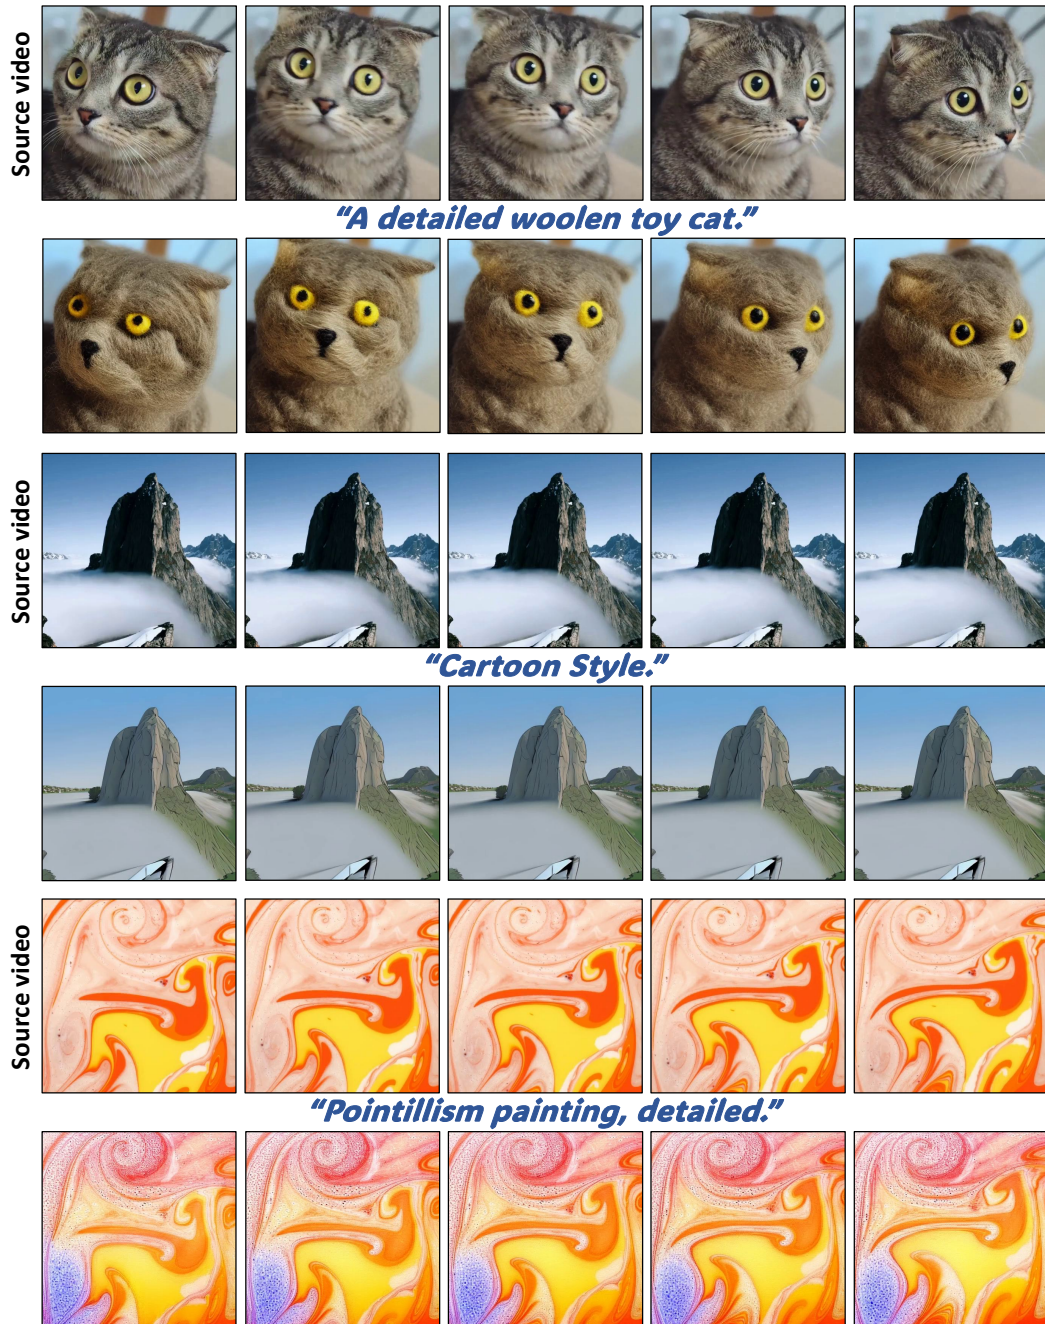 Source video
“A detailed woolen toy cat.”
Source video
“Cartoon Style.”
Source video
“Pointillism painting, detailed.”